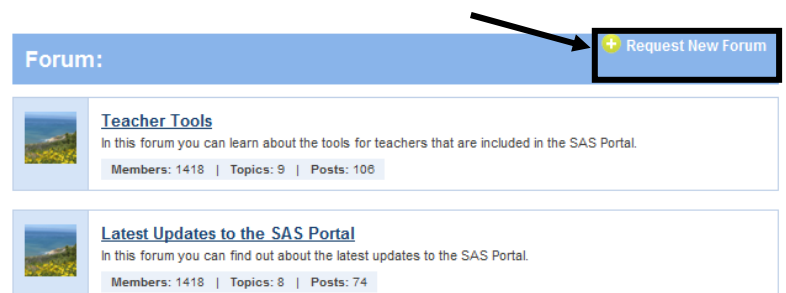 Request New Forum
Forum:
Teacher Tools
In this forum you can learn about the tools for teachers that are included in the SAS Portal.
Members: 1418 | Topics: 9 | Posts: 106
Latest Updates to the SAS Portal
In this forum you can find out about the latest updates to the SAS Portal.
Members: 1418 | Topics: 8 | Posts: 74